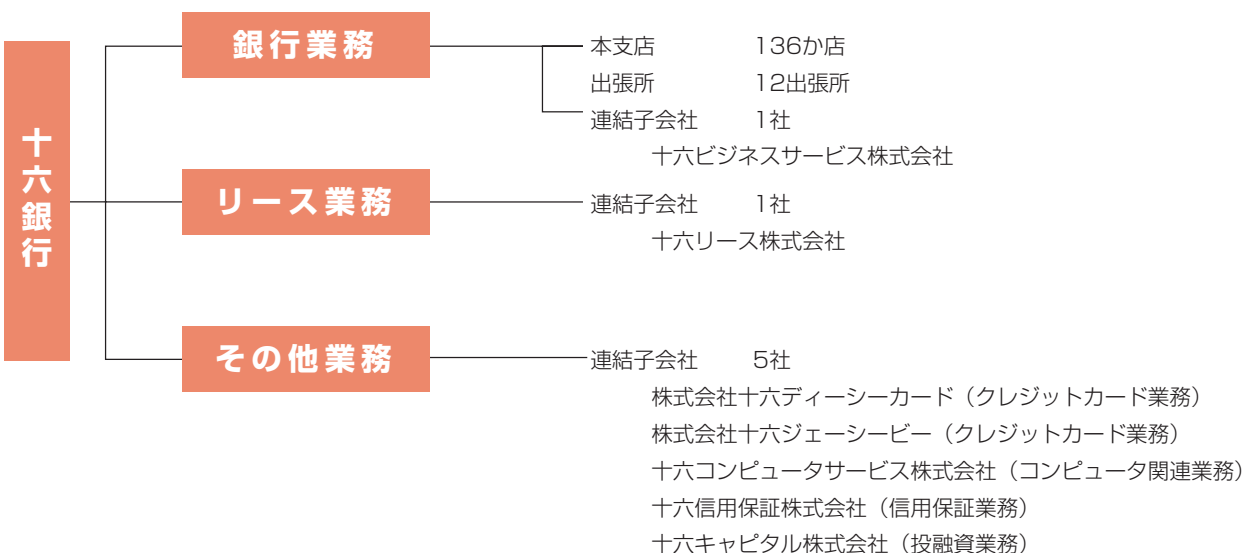 十六銀行
銀行業務
本支店 136か店
出張所 12出張所
連結子会社 1社
十六ビジネスサービス株式会社
リース業務
連結子会社 1社
十六リース株式会社
その他業務
連結子会社 5社
株式会社十六ディーシーカード（クレジットカード業務）
株式会社十六ジェーシービー（クレジットカード業務）
十六コンピュータサービス株式会社（コンピュータ関連業務）
十六信用保証株式会社（信用保証業務）
十六キャピタル株式会社（投融資業務）